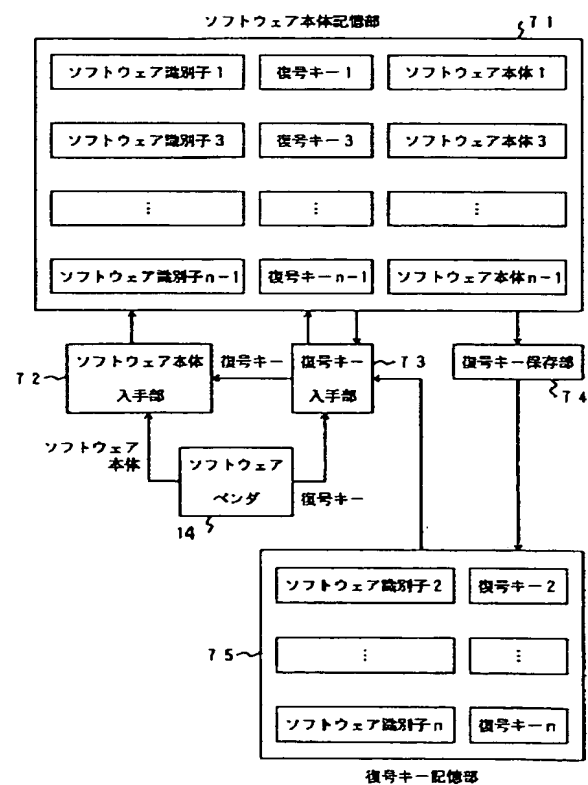 ソフトウェア本体記憶部
71
ソフトウェア識別子1 復号キー1 ソフトウェア本体1
ソフトウェア識別子3 復号キー3 ソフトウェア本体3
⋮ ⋮ ⋮
ソフトウェア識別子n-1 復号キーn-1 ソフトウェア本体n-1
72
ソフトウェア本体
入手部
復号キー
復号キー
入手部
73
復号キー保存部
74
ソフトウェア
本体
ソフトウェア
ベンダ
14
復号キー
ソフトウェア識別子2 復号キー2
75
⋮ ⋮
ソフトウェア識別子n 復号キーn
復号キー記憶部